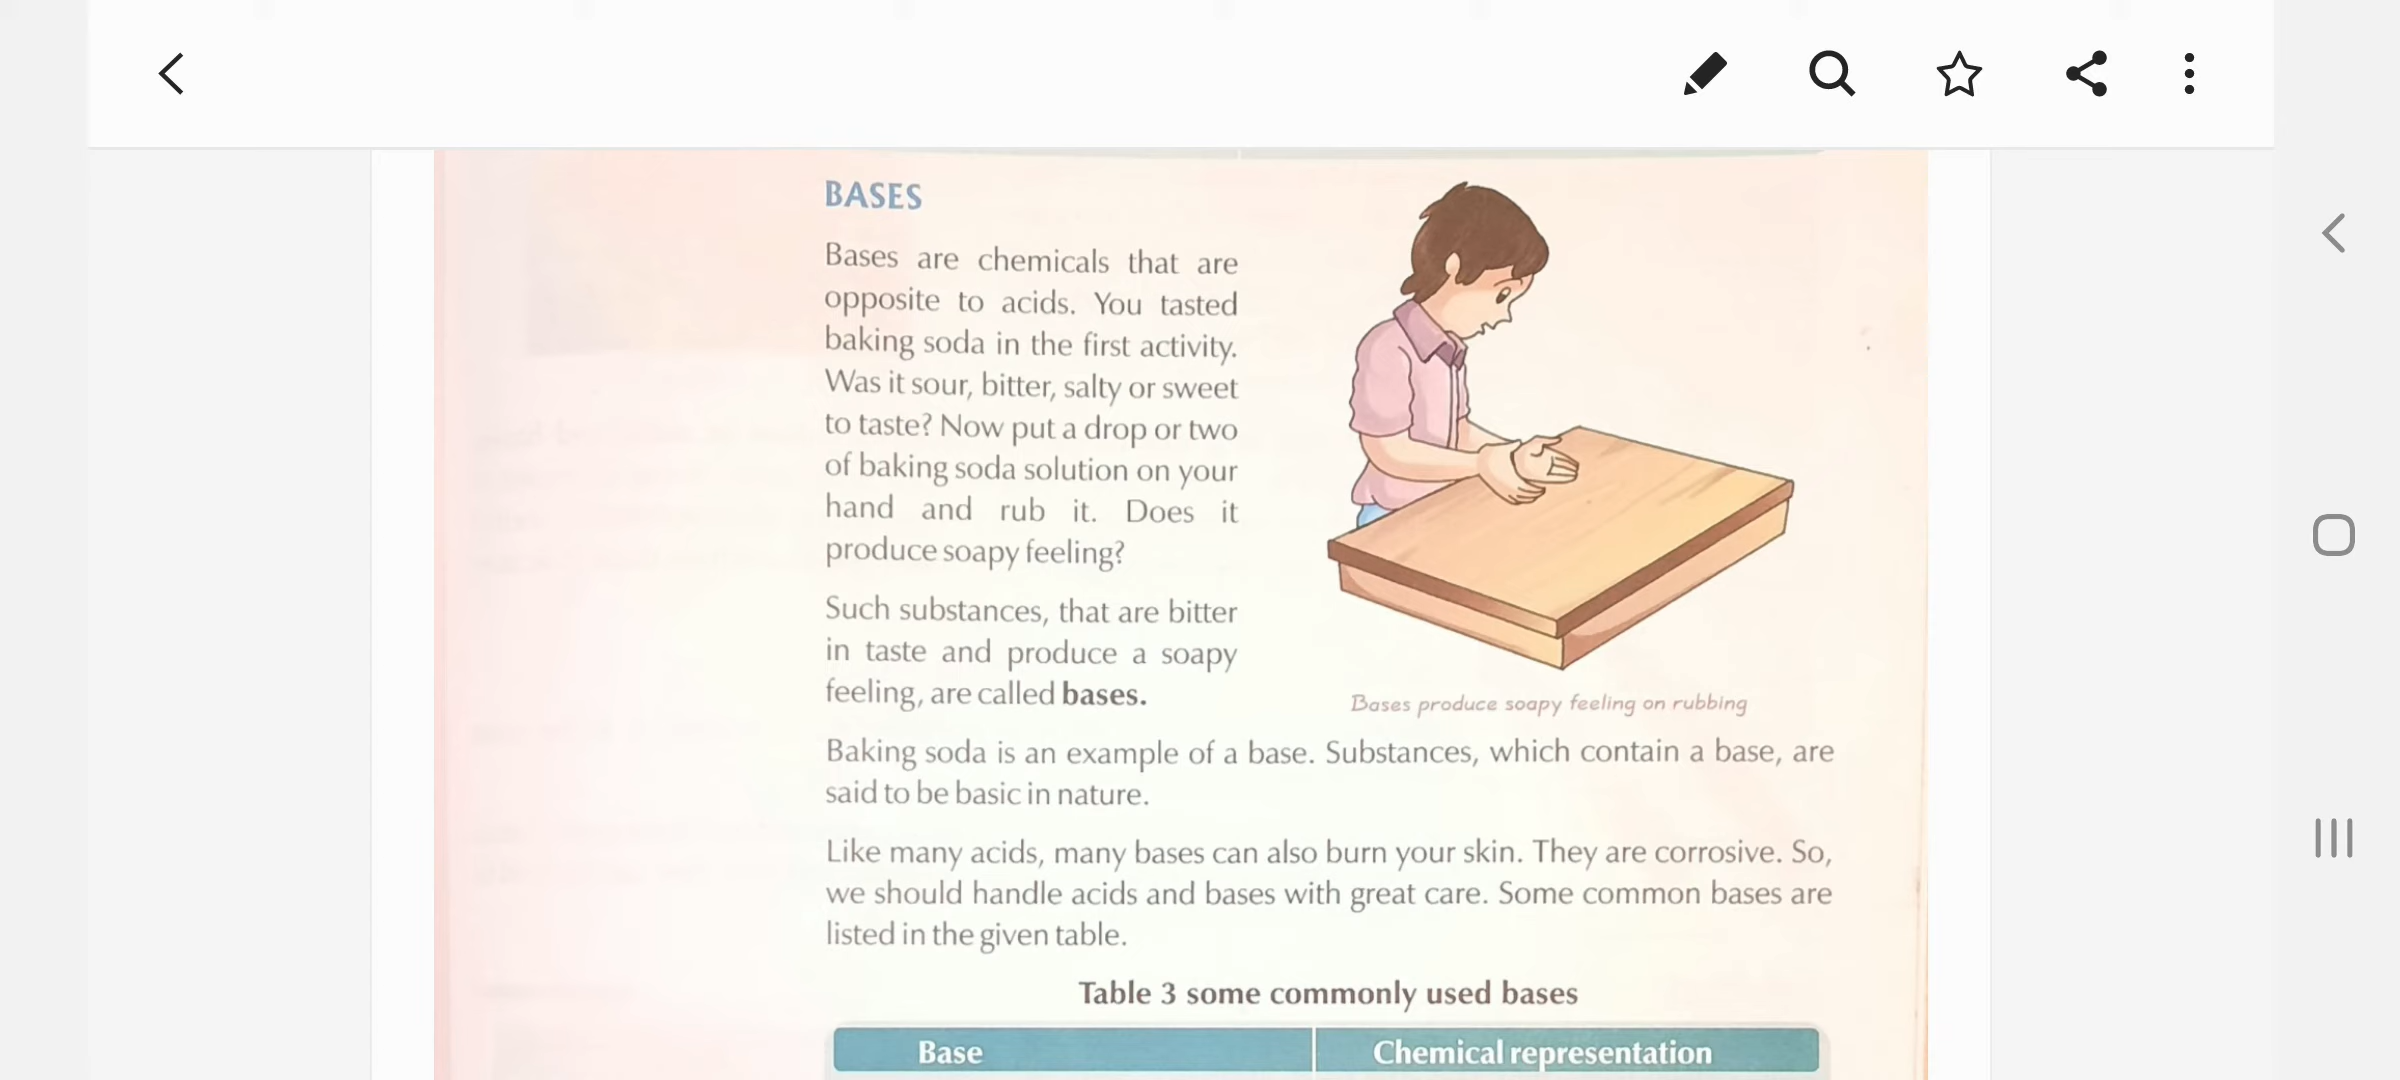 BASES
Bases are chemicals that are
opposite to acids. You tasted
baking soda in the first activity.
Was it sour, bitter, salty or sweet
to taste? Now put a drop or two
of baking soda solution on your
hand and rub it. Does it
produce soapy feeling?
Such substances, that are bitter
in taste and produce a soapy
feeling, are called bases.
Bases produce soapy feeling on rubbing
Baking soda is an example of a base. Substances, which contain a base, are
said to be basic in nature.
Like many acids, many bases can also burn your skin. They are corrosive. So,
we should handle acids and bases with great care. Some common bases are
listed in the given table.
Table 3 some commonly used bases
Base Chemical representation